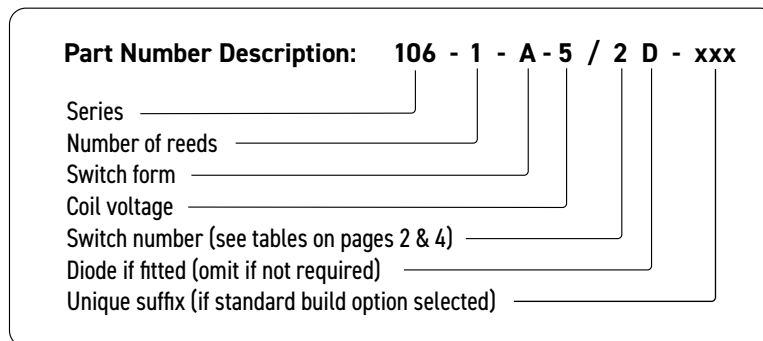 Part Number Description: 106 - 1 - A - 5 / 2 D - xxx
Series
Number of reeds
Switch form
Coil voltage
Switch number (see tables on pages 2 & 4)
Diode if fitted (omit if not required)
Unique suffix (if standard build option selected)